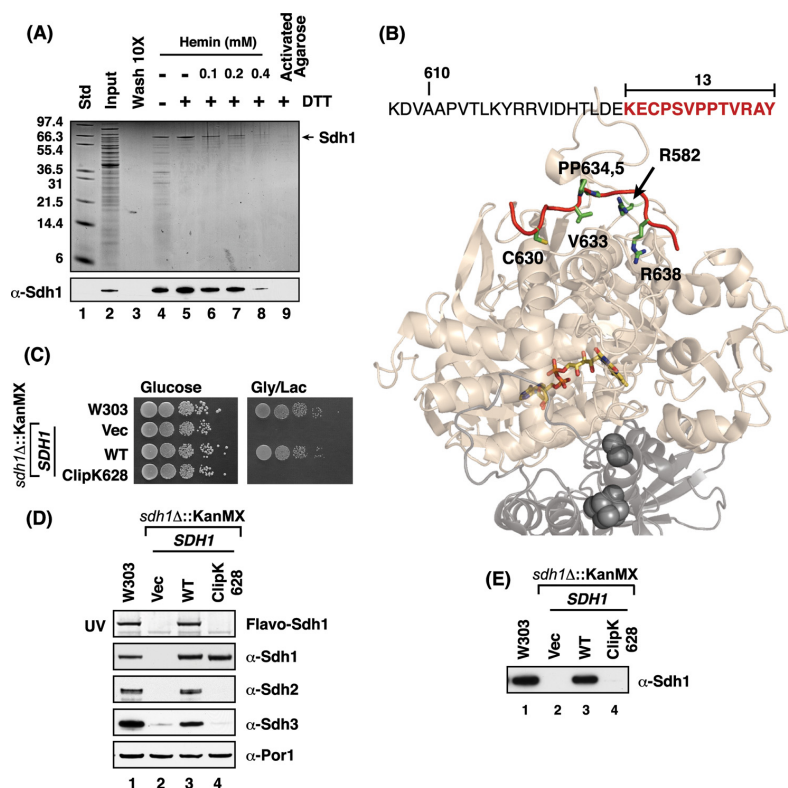 (A)
Std
Input
Wash 10X
Hemin (mM)
Activated
Agarose
- - 0.1 0.2 0.4
- + + + + + DTT
97.4
66.3
55.4
36.5
31
21.5
14.4
6
Sdh1
α-Sdh1
1 2 3 4 5 6 7 8 9
(B)
610
13
KDVAAPVTLKYRRVIDHTLDEKECPSVPPTVRAY
PP634,5
R582
C630
V633
R638
(C)
Glucose
Gly/Lac
sdh1Δ::KanMX
SDH1
W303
Vec
WT
ClipK628
(D)
sdh1Δ::KanMX
SDH1
W303
Vec
WT
ClipK
628
UV
Flavo-Sdh1
α-Sdh1
α-Sdh2
α-Sdh3
α-Por1
1 2 3 4
(E)
sdh1Δ::KanMX
SDH1
W303
Vec
WT
ClipK
628
α-Sdh1
1 2 3 4